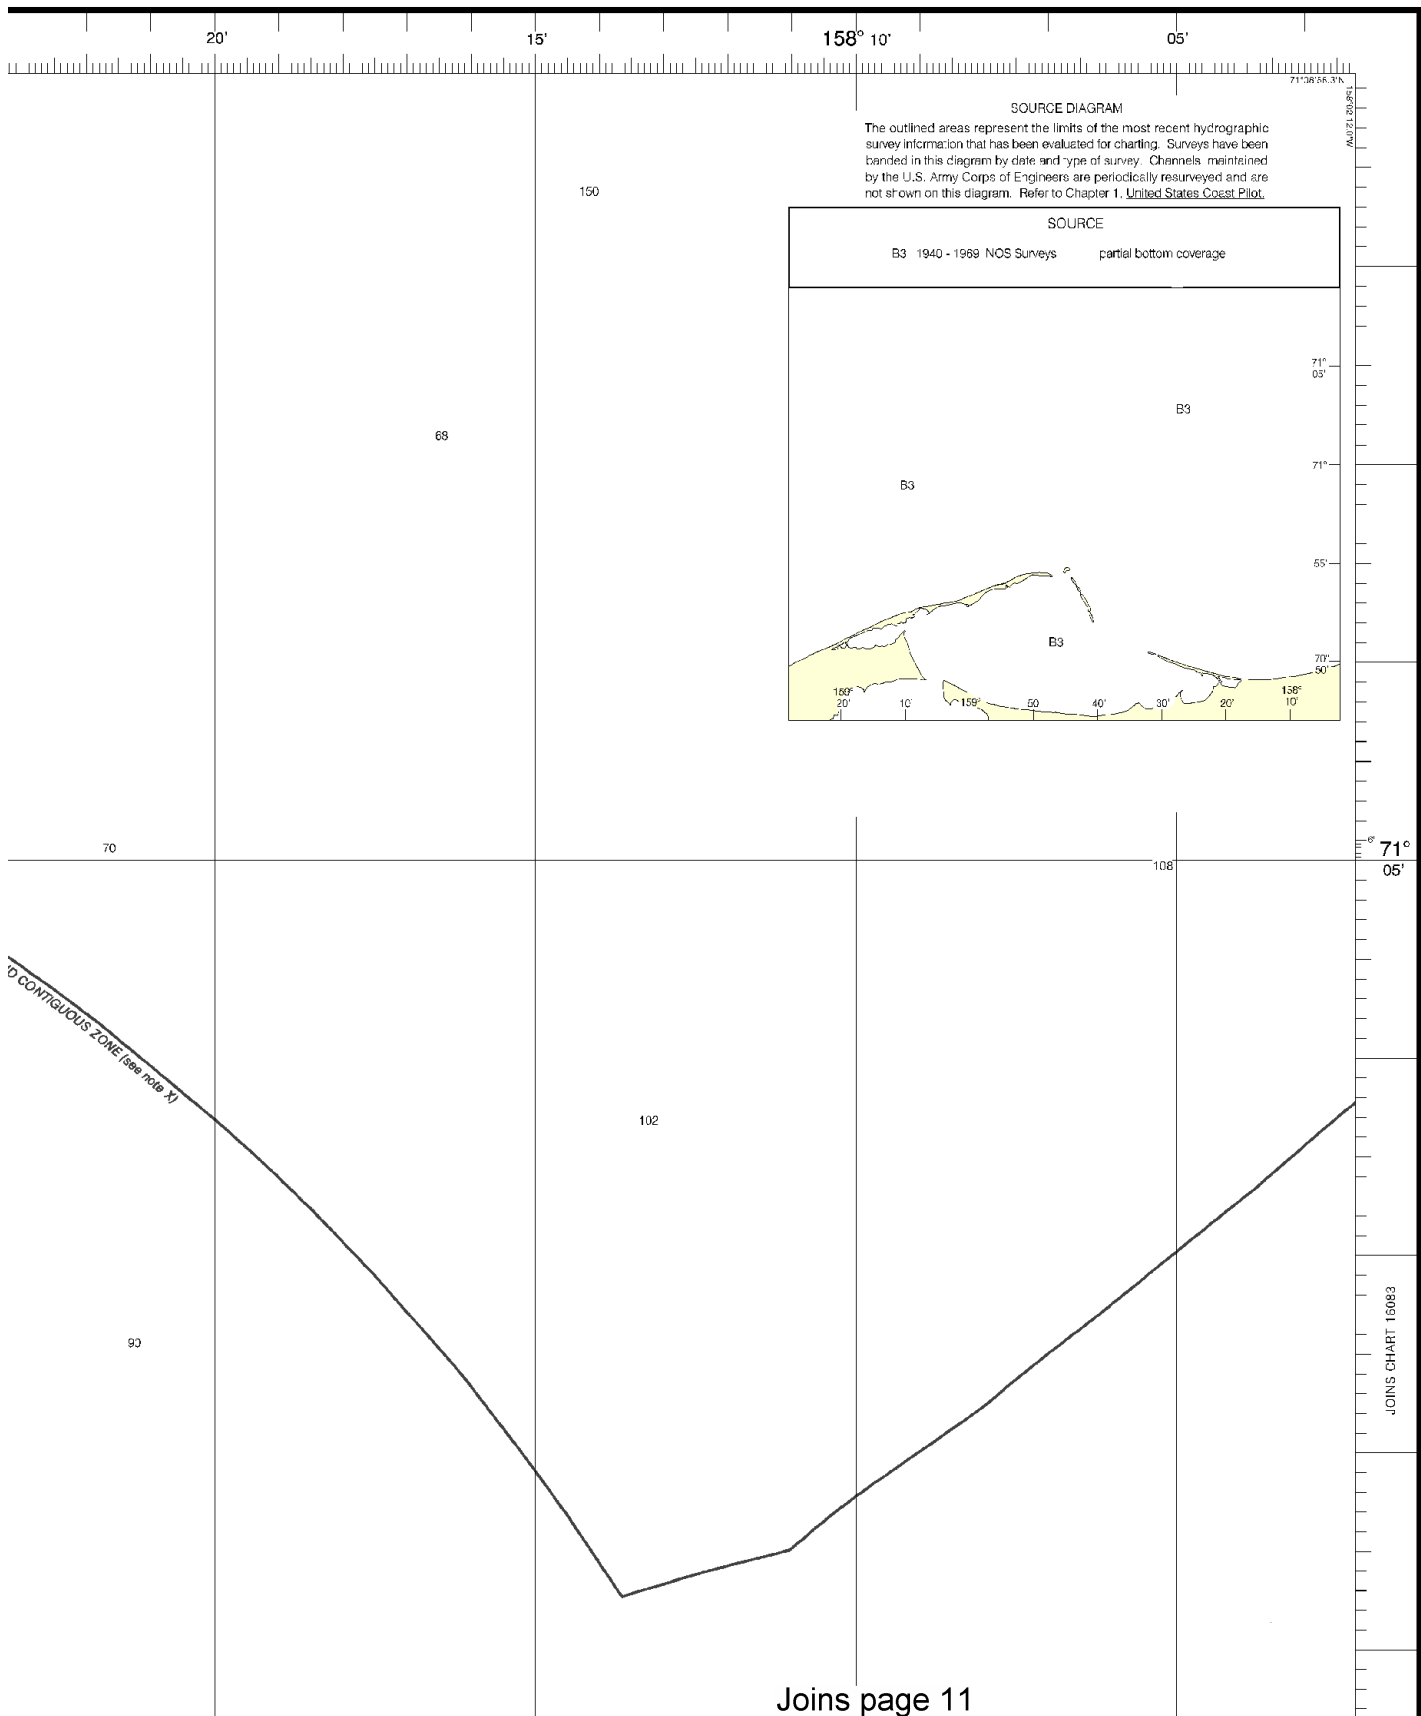 20' 15' 158° 10' 05'
71°08'56.3"N
158°02'12.0"W
SOURCE DIAGRAM
The outlined areas represent the limits of the most recent hydrographic
survey information that has been evaluated for charting. Surveys have been
banded in this diagram by date and type of survey. Channels maintained
by the U.S. Army Corps of Engineers are periodically resurveyed and are
not shown on this diagram. Refer to Chapter 1, United States Coast Pilot.
150
SOURCE
B3 1940 - 1969 NOS Surveys partial bottom coverage
71°
05'
B3
68
71°
B3
55'
B3
70°
50'
159° 158°
20' 10' 159° 50 40' 30' 20' 10'
70
71°
05'
108
CONTIGUOUS ZONE (see note X)
102
90
JOINS CHART 16083
Joins page 11